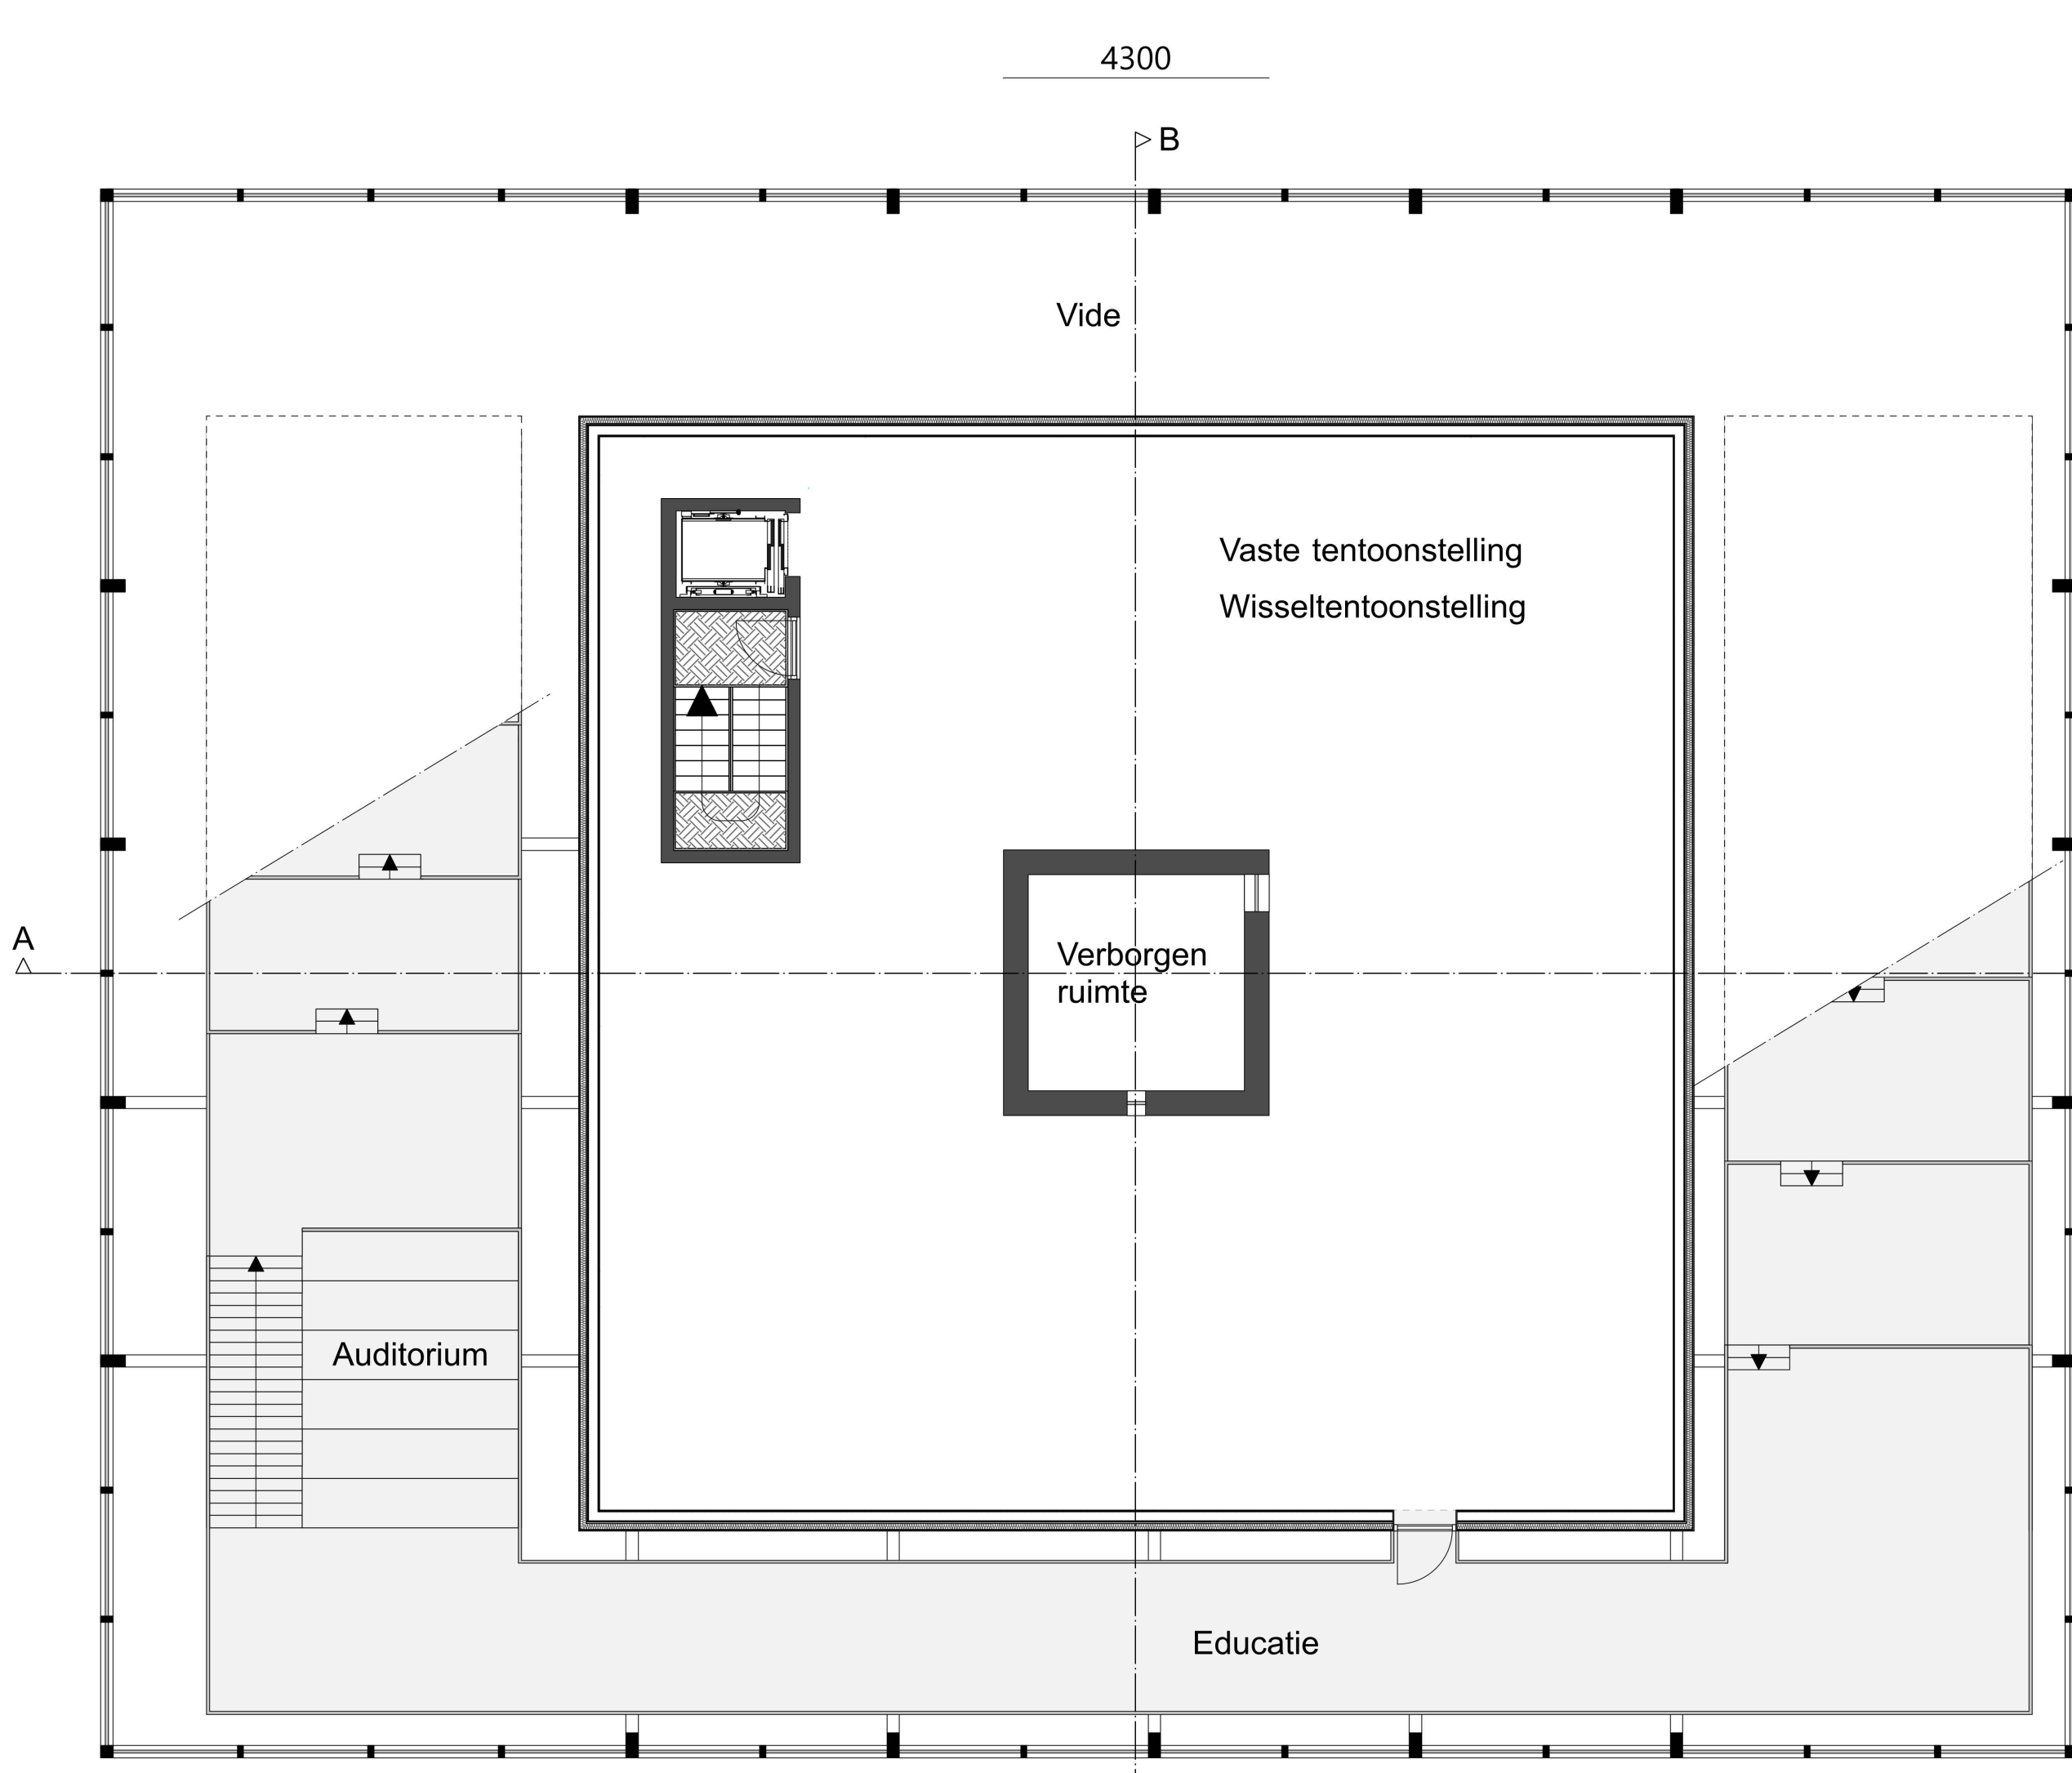 4300
B
Vide
Vaste tentoonstelling
Wisseltentoonstelling
A
Verborgen
ruimte
Auditorium
Educatie